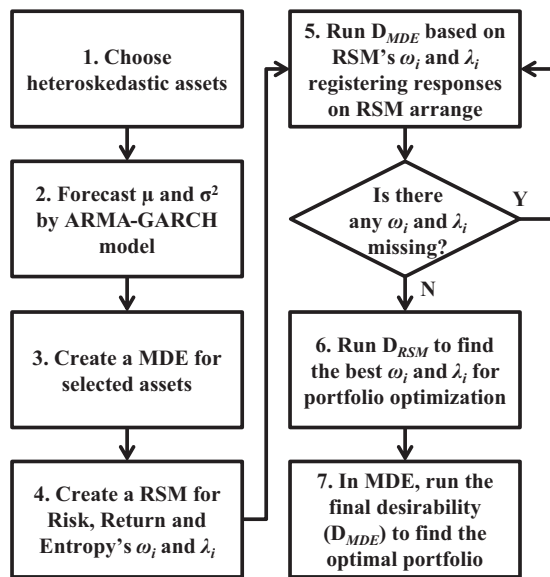 1. Choose
heteroskedastic assets
2. Forecast μ and σ²
by ARMA-GARCH
model
3. Create a MDE for
selected assets
4. Create a RSM for
Risk, Return and
Entropy's ωᵢ and λᵢ
5. Run D_MDE based on
RSM's ωᵢ and λᵢ
registering responses
on RSM arrange
Is there
any ωᵢ and λᵢ
missing?
Y
N
6. Run D_RSM to find
the best ωᵢ and λᵢ for
portfolio optimization
7. In MDE, run the
final desirability
(D_MDE) to find the
optimal portfolio